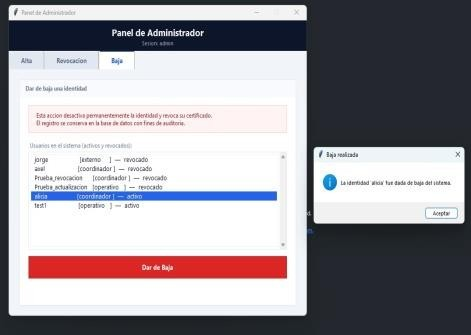 Panel de Administrador
Panel de Administrador
Sesion: admin
Alta Revocacion Baja
Dar de baja una identidad
Esta accion desactiva permanentemente la identidad y revoca su certificado.
El registro se conserva en la base de datos con fines de auditoria.
Usuarios en el sistema (activos y revocados):
jorge [externo ] — revocado
axel [coordinador ] — revocado
Prueba_revocacion [coordinador ] — revocado
Prueba_actualizacion [operativo ] — revocado
alicia [coordinador ] — activo
test1 [operativo ] — activo
Dar de Baja
Baja realizada
La identidad 'alicia' fue dada de baja del sistema.
Aceptar